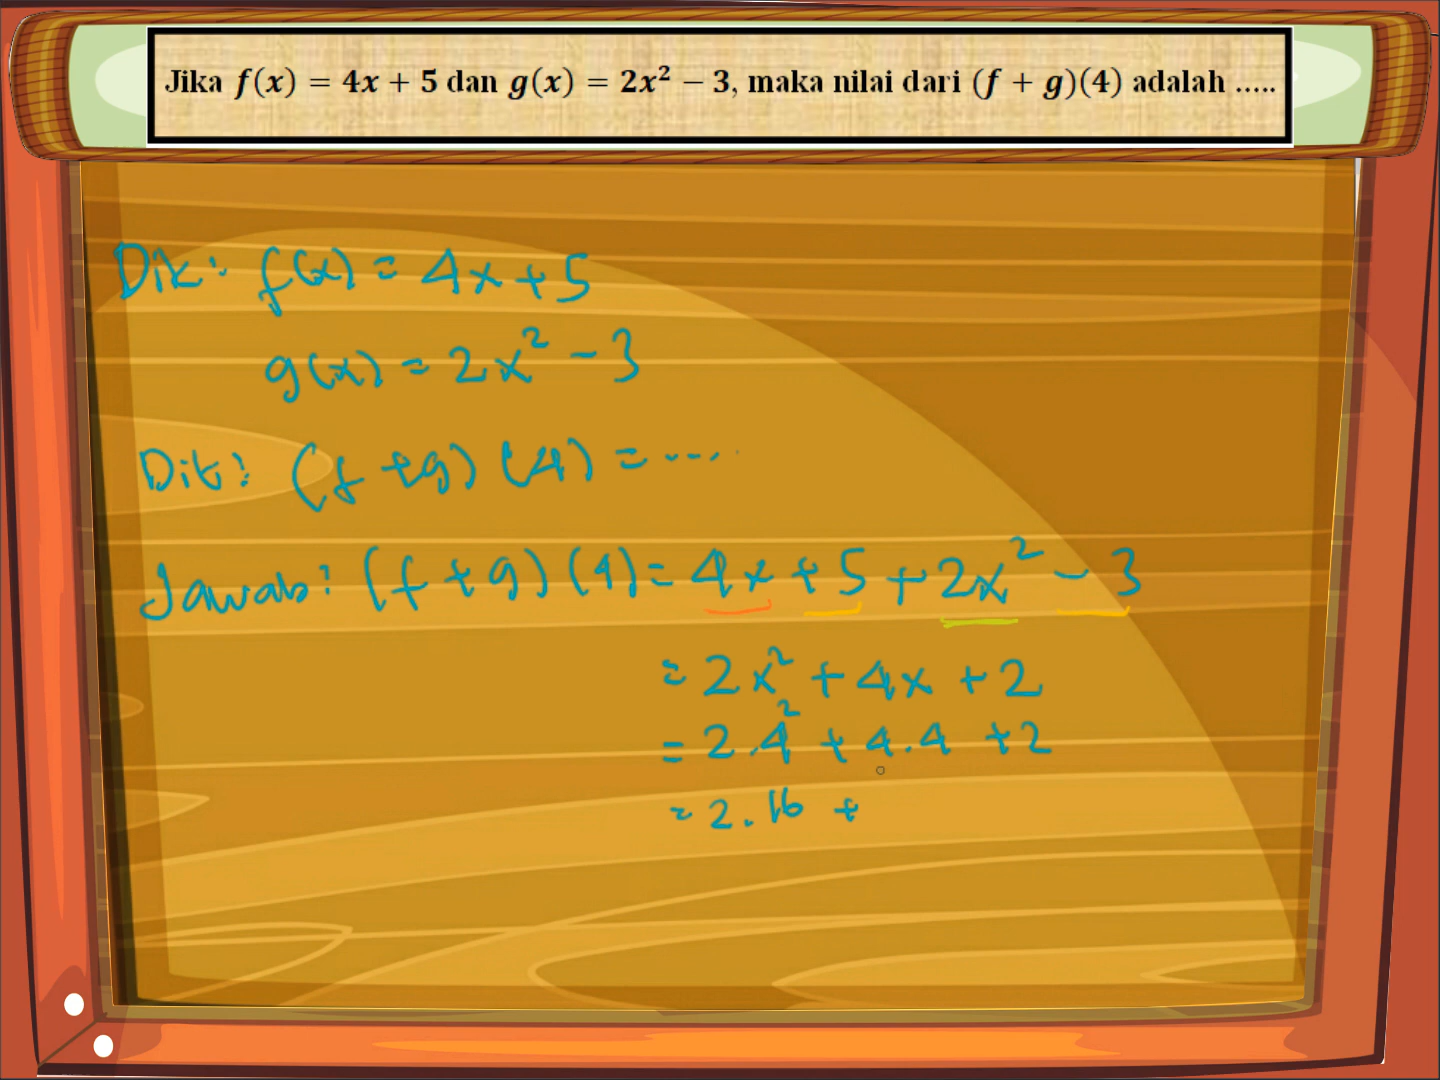 Jika f(x) = 4x + 5 dan g(x) = 2x² − 3, maka nilai dari (f + g)(4) adalah .....
Dik: f(x) = 4x + 5
g(x) = 2x² − 3
Dit: (f + g) (4) = ....
Jawab: (f + g) (4) = 4x + 5 + 2x² − 3
= 2x² + 4x + 2
= 2.4² + 4.4 + 2
= 2.16 +